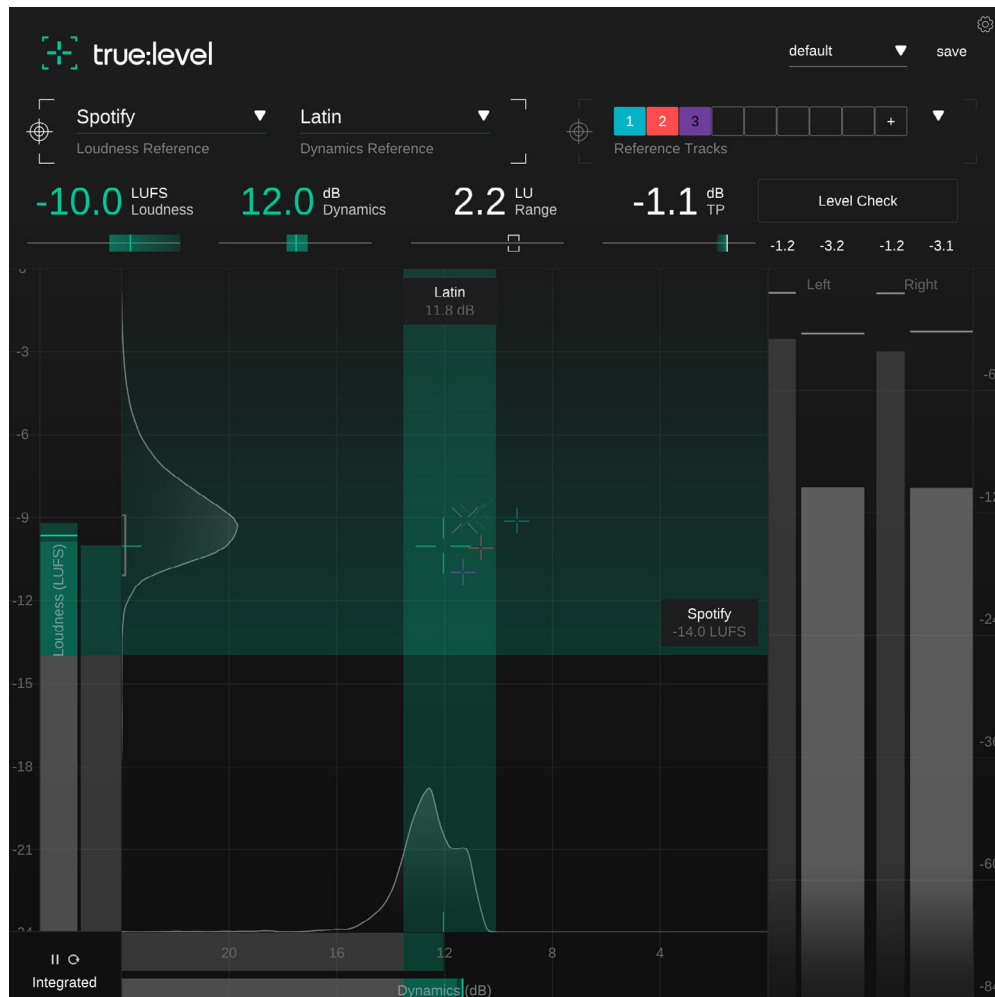 true:level
default
save
Spotify
Latin
Loudness Reference
Dynamics Reference
1 2 3 +
Reference Tracks
-10.0 LUFS Loudness
12.0 dB Dynamics
2.2 LU Range
-1.1 dB TP
Level Check
-1.2 -3.2 -1.2 -3.1
Left
Right
Latin
11.8 dB
0
-3
-6
-9
-12
-15
-18
-21
-24
Loudness (LUFS)
Spotify
-14.0 LUFS
-6
-12
-24
-60
-84
20 16 12 8 4
Dynamics (dB)
Integrated